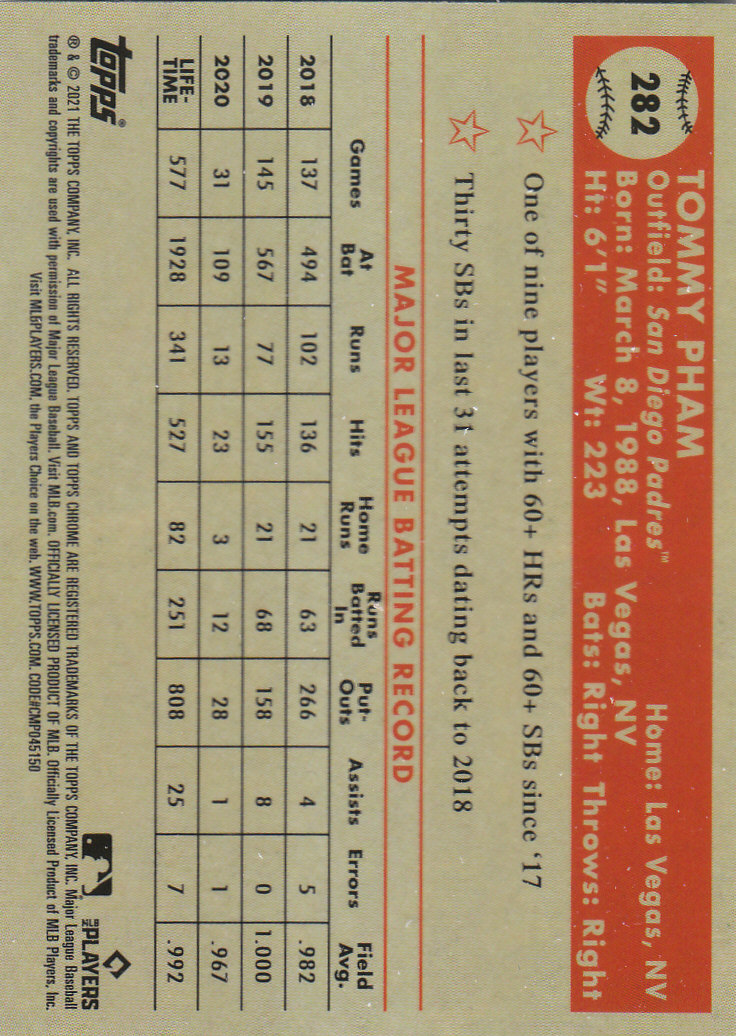 282
TOMMY PHAM
Outfield: San Diego Padres™ Home: Las Vegas, NV
Born: March 8, 1988, Las Vegas, NV
Ht: 6'1" Wt: 223 Bats: Right Throws: Right
One of nine players with 60+ HRs and 60+ SBs since ‘17
Thirty SBs in last 31 attempts dating back to 2018
MAJOR LEAGUE BATTING RECORD
Games At Bat Runs Hits Home Runs Runs Batted In Put-Outs Assists Errors Field Avg.
2018 137 494 102 136 21 63 266 4 5 .982
2019 145 567 77 155 21 68 158 8 0 1.000
2020 31 109 13 23 3 12 28 1 1 .967
LIFE-TIME 577 1928 341 527 82 251 808 25 7 .992
topps®
® & © 2021 THE TOPPS COMPANY, INC. ALL RIGHTS RESERVED. TOPPS AND TOPPS CHROME ARE REGISTERED TRADEMARKS OF THE TOPPS COMPANY, INC. Major League Baseball
trademarks and copyrights are used with permission of Major League Baseball. Visit MLB.com. OFFICIALLY LICENSED PRODUCT OF MLB. Officially Licensed Product of MLB Players, Inc.
Visit MLBPLAYERS.COM, the Players Choice on the web. WWW.TOPPS.COM. CODE#CMP045150
MLB PLAYERS